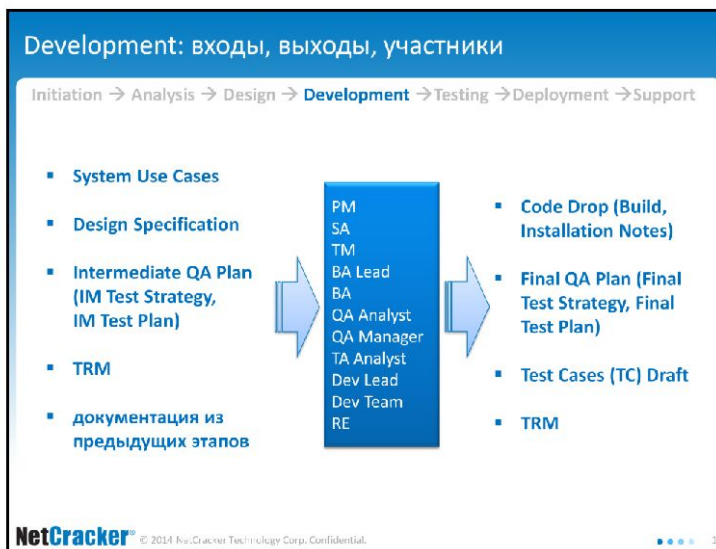 Development: входы, выходы, участники
Initiation → Analysis → Design → Development →Testing →Deployment →Support
▪ System Use Cases
▪ Design Specification
▪ Intermediate QA Plan
(IM Test Strategy,
IM Test Plan)
▪ TRM
▪ документация из
предыдущих этапов
PM
SA
TM
BA Lead
BA
QA Analyst
QA Manager
TA Analyst
Dev Lead
Dev Team
RE
▪ Code Drop (Build,
Installation Notes)
▪ Final QA Plan (Final
Test Strategy, Final
Test Plan)
▪ Test Cases (TC) Draft
▪ TRM
NetCracker® © 2014 NetCracker Technology Corp. Confidential.